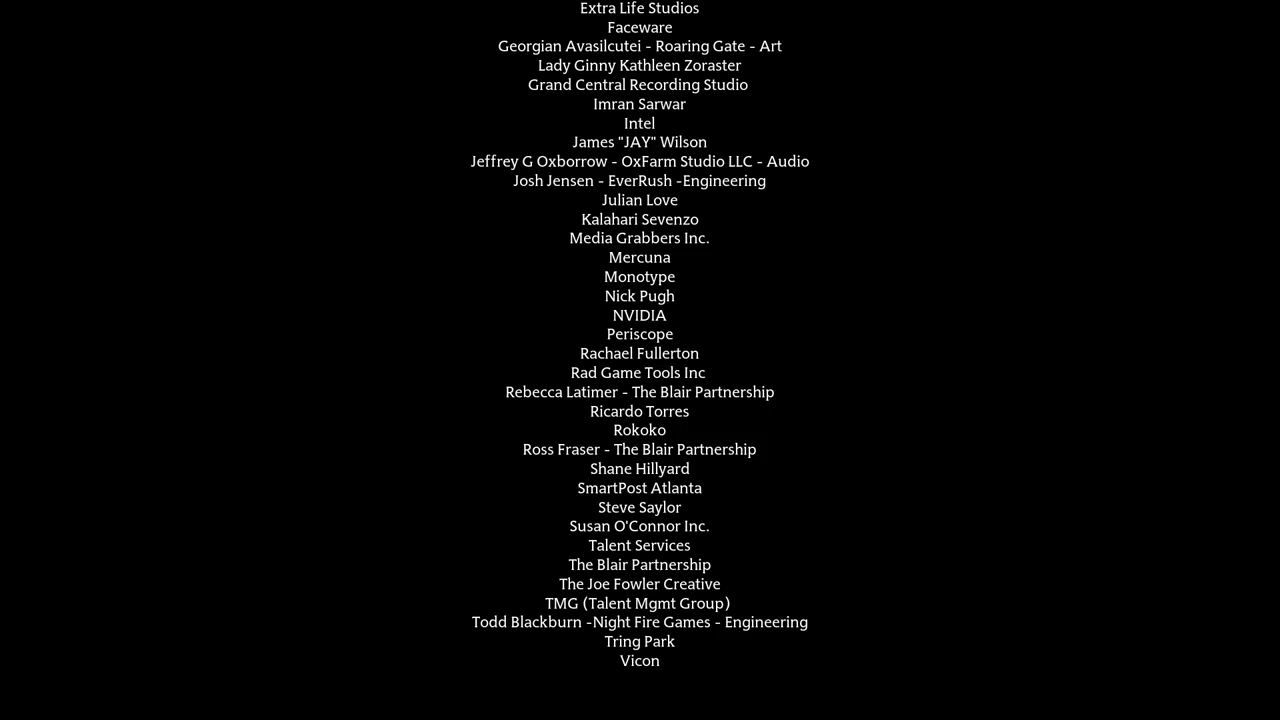 Extra Life Studios
Faceware
Georgian Avasilcutei - Roaring Gate - Art
Lady Ginny Kathleen Zoraster
Grand Central Recording Studio
Imran Sarwar
Intel
James "JAY" Wilson
Jeffrey G Oxborrow - OxFarm Studio LLC - Audio
Josh Jensen - EverRush -Engineering
Julian Love
Kalahari Sevenzo
Media Grabbers Inc.
Mercuna
Monotype
Nick Pugh
NVIDIA
Periscope
Rachael Fullerton
Rad Game Tools Inc
Rebecca Latimer - The Blair Partnership
Ricardo Torres
Rokoko
Ross Fraser - The Blair Partnership
Shane Hillyard
SmartPost Atlanta
Steve Saylor
Susan O'Connor Inc.
Talent Services
The Blair Partnership
The Joe Fowler Creative
TMG (Talent Mgmt Group)
Todd Blackburn -Night Fire Games - Engineering
Tring Park
Vicon